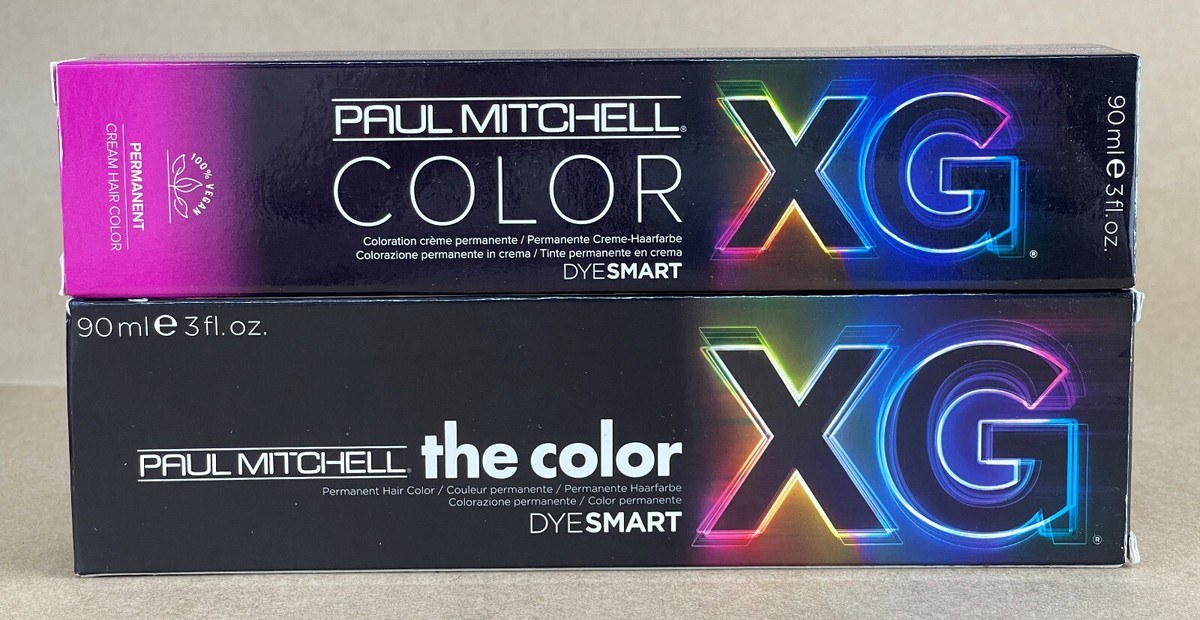 PERMANENT
CREAM HAIR COLOR
100% VEGAN
PAUL MITCHELL®
COLOR
XG®
Coloration crème permanente / Permanente Creme-Haarfarbe
Colorazione permanente in crema / Tinte permanente en crema
DYESMART
90 ml e 3 fl. oz.
90 ml e 3 fl. oz.
PAUL MITCHELL® the color
XG®
Permanent Hair Color / Couleur permanente / Permanente Haarfarbe
Colorazione permanente / Color permanente
DYESMART